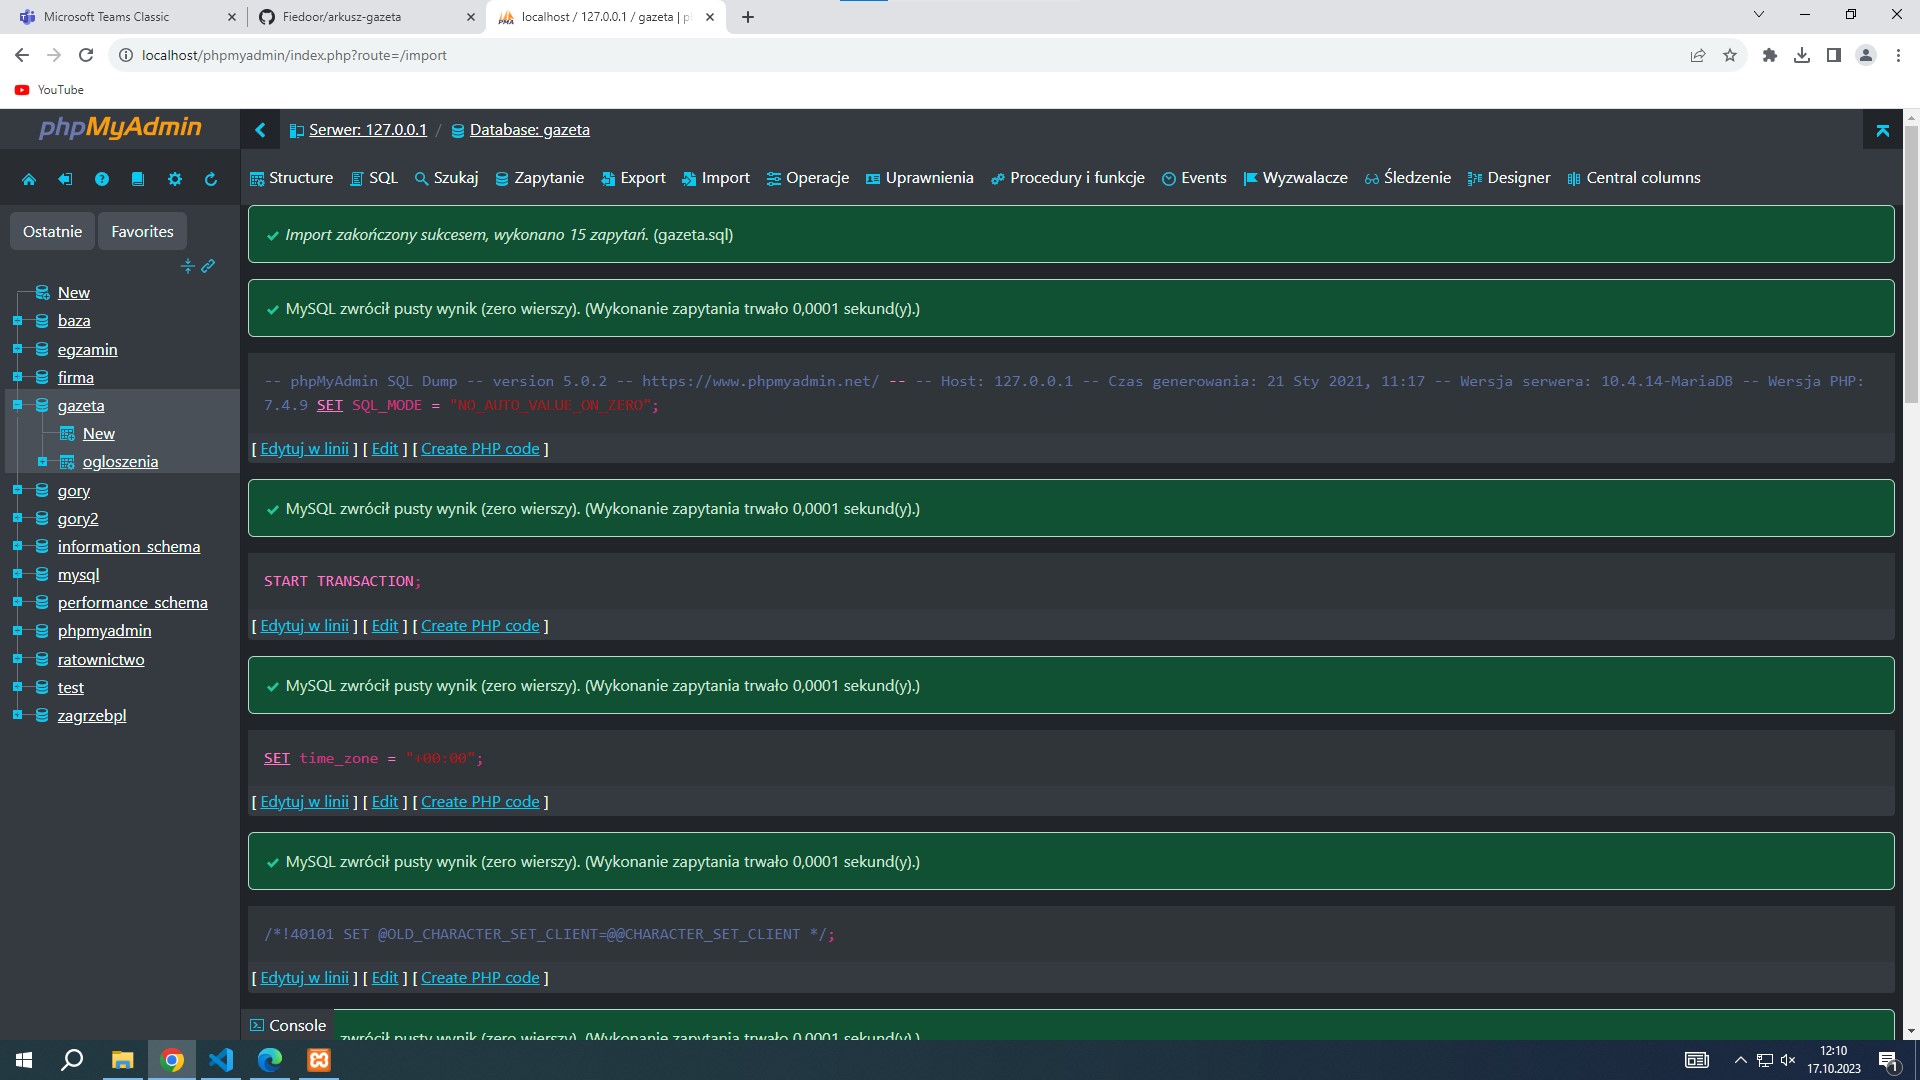 Microsoft Teams Classic
Fiedoor/arkusz-gazeta
localhost / 127.0.0.1 / gazeta | p
localhost/phpmyadmin/index.php?route=/import
YouTube
phpMyAdmin
Serwer: 127.0.0.1 / Database: gazeta
Structure SQL Szukaj Zapytanie Export Import Operacje Uprawnienia Procedury i funkcje Events Wyzwalacze Śledzenie Designer Central columns
Ostatnie Favorites
New
baza
egzamin
firma
gazeta
New
ogloszenia
gory
gory2
information_schema
mysql
performance_schema
phpmyadmin
ratownictwo
test
zagrzebpl
Import zakończony sukcesem, wykonano 15 zapytań. (gazeta.sql)
MySQL zwrócił pusty wynik (zero wierszy). (Wykonanie zapytania trwało 0,0001 sekund(y).)
-- phpMyAdmin SQL Dump -- version 5.0.2 -- https://www.phpmyadmin.net/ -- -- Host: 127.0.0.1 -- Czas generowania: 21 Sty 2021, 11:17 -- Wersja serwera: 10.4.14-MariaDB -- Wersja PHP:
7.4.9 SET SQL_MODE = "NO_AUTO_VALUE_ON_ZERO";
[ Edytuj w linii ] [ Edit ] [ Create PHP code ]
MySQL zwrócił pusty wynik (zero wierszy). (Wykonanie zapytania trwało 0,0001 sekund(y).)
START TRANSACTION;
[ Edytuj w linii ] [ Edit ] [ Create PHP code ]
MySQL zwrócił pusty wynik (zero wierszy). (Wykonanie zapytania trwało 0,0001 sekund(y).)
SET time_zone = "+00:00";
[ Edytuj w linii ] [ Edit ] [ Create PHP code ]
MySQL zwrócił pusty wynik (zero wierszy). (Wykonanie zapytania trwało 0,0001 sekund(y).)
/*!40101 SET @OLD_CHARACTER_SET_CLIENT=@@CHARACTER_SET_CLIENT */;
[ Edytuj w linii ] [ Edit ] [ Create PHP code ]
Console
zwrócił pusty wynik (zero wierszy). (Wykonanie zapytania trwało 0,0001 sekund(y).)
12:10
17.10.2023
1